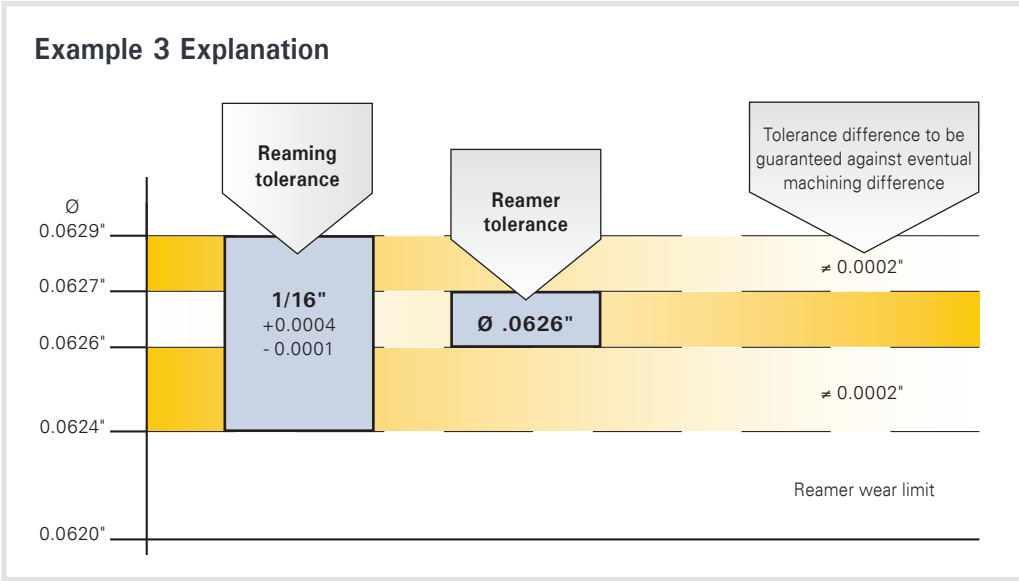 Example 3 Explanation
Reaming
tolerance
Reamer
tolerance
Tolerance difference to be
guaranteed against eventual
machining difference
Ø
0.0629"
≠ 0.0002"
0.0627"
1/16"
+0.0004
- 0.0001
Ø .0626"
0.0626"
≠ 0.0002"
0.0624"
Reamer wear limit
0.0620"